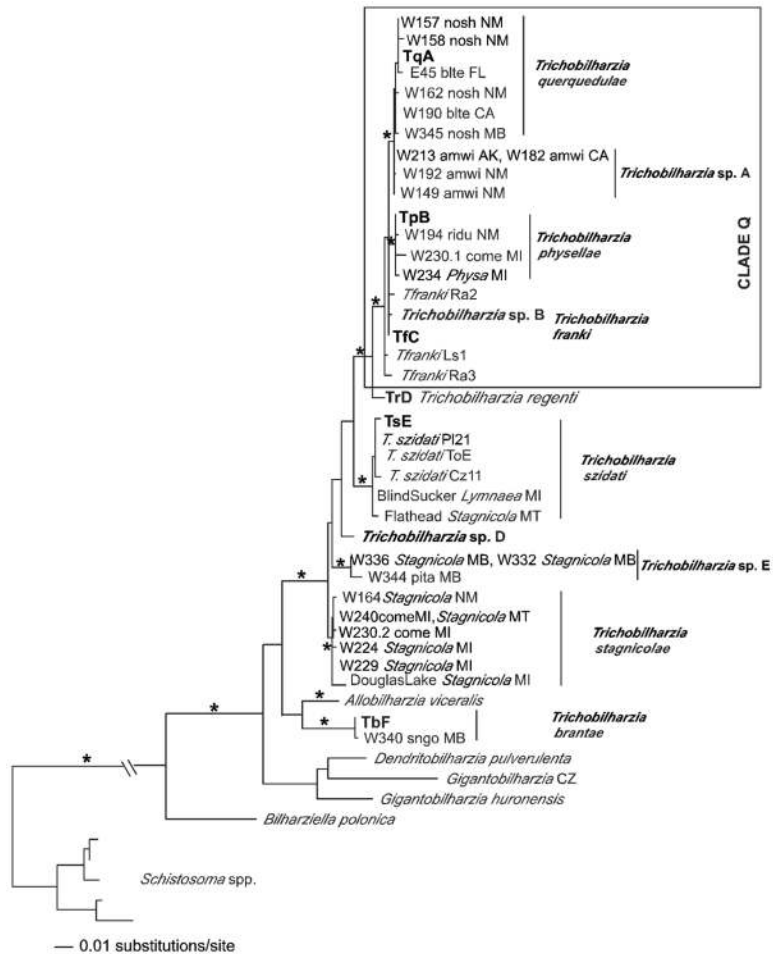 W157 nosh NM
W158 nosh NM
TqA
E45 blte FL
Trichobilharzia
querquedulae
W162 nosh NM
W190 blte CA
W345 nosh MB
*
W213 amwi AK, W182 amwi CA
W192 amwi NM
Trichobilharzia sp. A
W149 amwi NM
CLADE Q
TpB
* W194 ridu NM
Trichobilharzia
physellae
*
W230.1 come MI
W234 Physa MI
Tfranki Ra2
*
Trichobilharzia sp. B
Trichobilharzia
franki
TfC
*
Tfranki Ls1
Tfranki Ra3
TrD Trichobilharzia regenti
TsE
T. szidati Pl21
T. szidati ToE
Trichobilharzia
szidati
T. szidati Cz11
*
BlindSucker Lymnaea MI
Flathead Stagnicola MT
Trichobilharzia sp. D
W336 Stagnicola MB, W332 Stagnicola MB
Trichobilharzia sp. E
*
W344 pita MB
*
W164 Stagnicola NM
W240comeMI, Stagnicola MT
W230.2 come MI
Trichobilharzia
stagnicolae
* W224 Stagnicola MI
W229 Stagnicola MI
DouglasLake Stagnicola MI
* Allobilharzia viceralis
*
* TbF
Trichobilharzia
brantae
W340 sngo MB
Dendritobilharzia pulverulenta
*
Gigantobilharzia CZ
Gigantobilharzia huronensis
Bilharziella polonica
Schistosoma spp.
0.01 substitutions/site